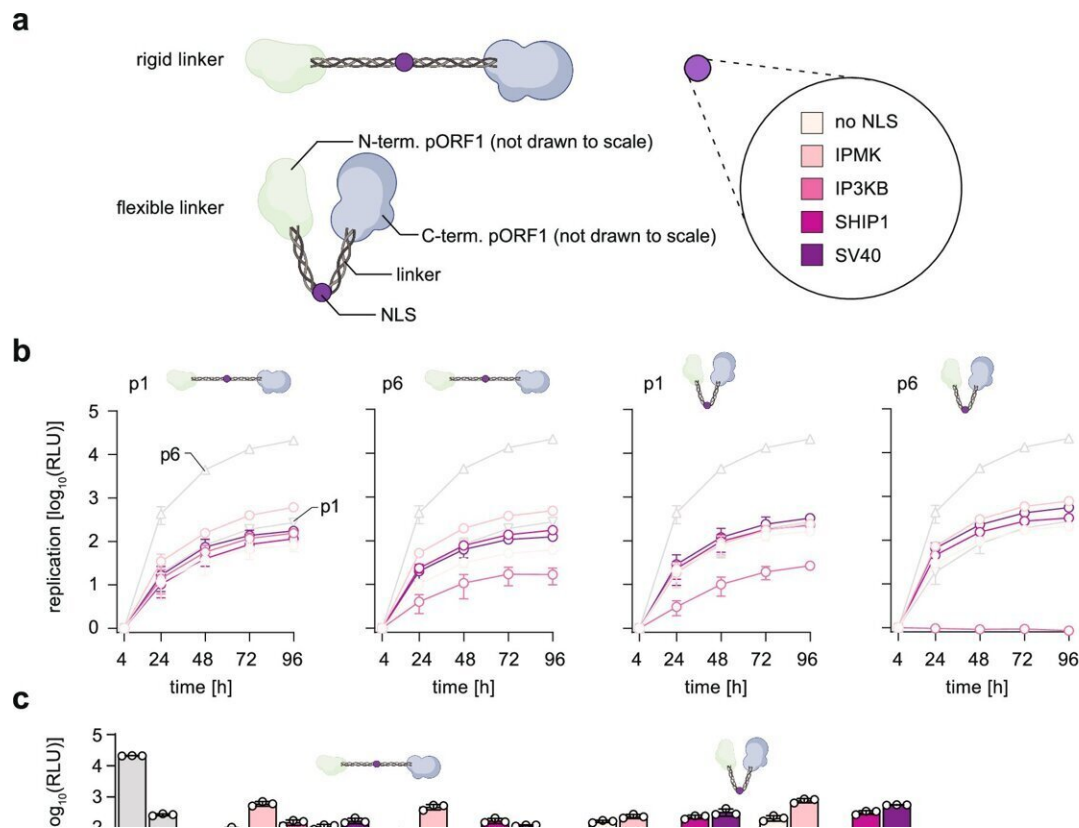 a
rigid linker
N-term. pORF1 (not drawn to scale)
flexible linker
C-term. pORF1 (not drawn to scale)
linker
NLS
no NLS
IPMK
IP3KB
SHIP1
SV40
b
p1
p6
p1
p6
replication [log10(RLU)]
5
4
3
2
1
0
p6
p1
4 24 48 72 96
4 24 48 72 96
4 24 48 72 96
4 24 48 72 96
time [h]
time [h]
time [h]
time [h]
c
og10(RLU)]
5
4
3